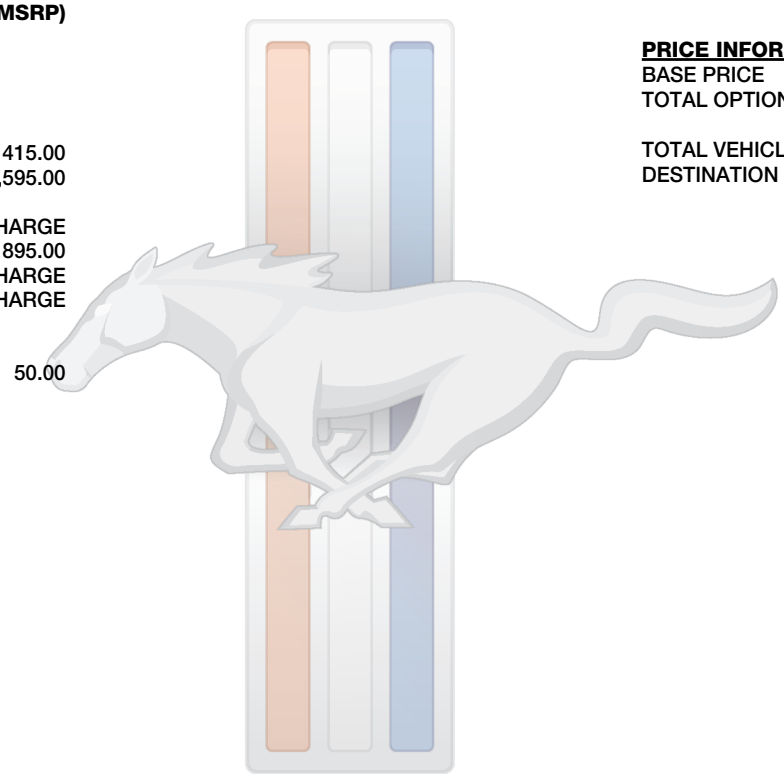 MSRP)
415.00
,595.00
HARGE
895.00
HARGE
HARGE
50.00
PRICE INFOR
BASE PRICE
TOTAL OPTION
TOTAL VEHICL
DESTINATION